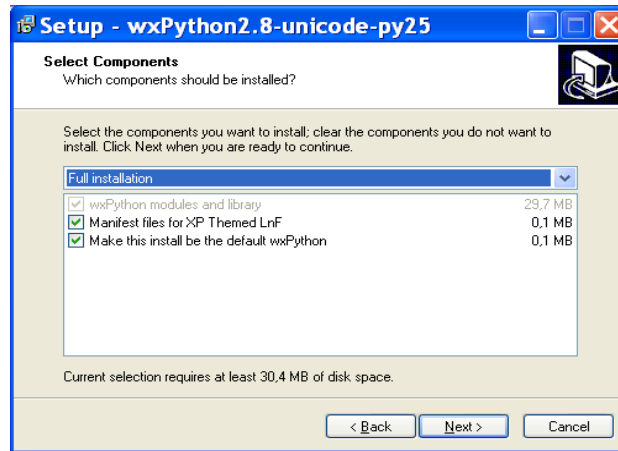 Setup - wxPython2.8-unicode-py25
Select Components
Which components should be installed?
Select the components you want to install; clear the components you do not want to
install. Click Next when you are ready to continue.
Full installation
wxPython modules and library 29,7 MB
Manifest files for XP Themed LnF 0,1 MB
Make this install be the default wxPython 0,1 MB
Current selection requires at least 30,4 MB of disk space.
< Back Next > Cancel